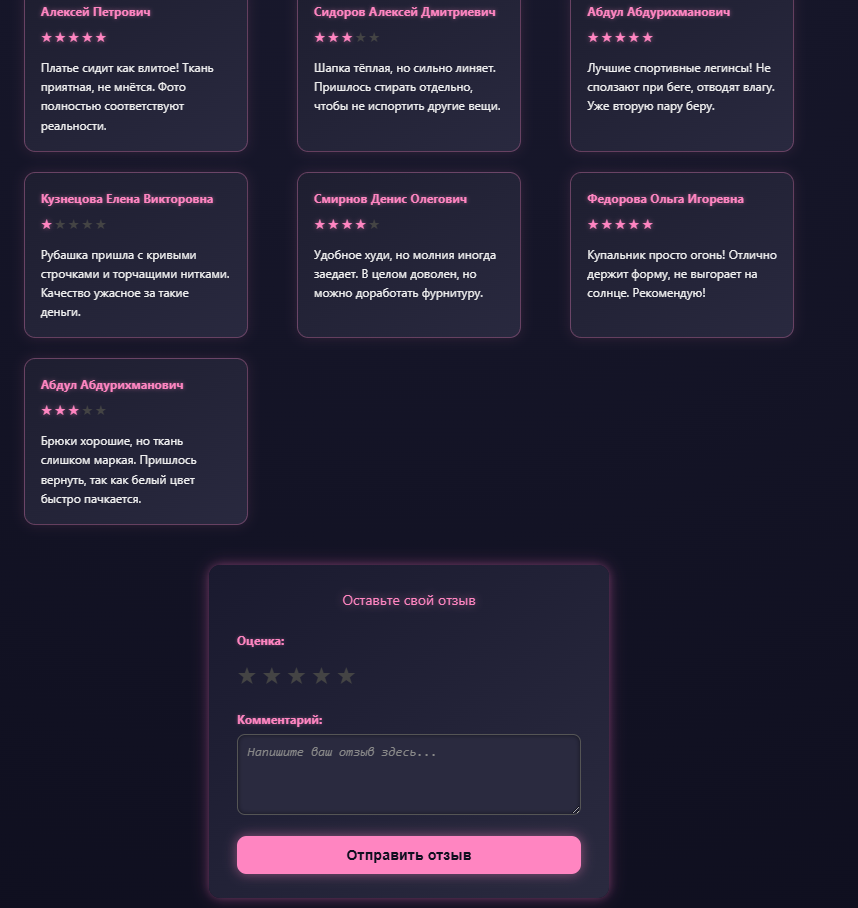 Алексей Петрович
★★★★★
Платье сидит как влитое! Ткань
приятная, не мнётся. Фото
полностью соответствуют
реальности.
Сидоров Алексей Дмитриевич
★★★★★
Шапка тёплая, но сильно линяет.
Пришлось стирать отдельно,
чтобы не испортить другие вещи.
Абдул Абдурихманович
★★★★★
Лучшие спортивные легинсы! Не
сползают при беге, отводят влагу.
Уже вторую пару беру.
Кузнецова Елена Викторовна
★★★★★
Рубашка пришла с кривыми
строчками и торчащими нитками.
Качество ужасное за такие
деньги.
Смирнов Денис Олегович
★★★★★
Удобное худи, но молния иногда
заедает. В целом доволен, но
можно доработать фурнитуру.
Федорова Ольга Игоревна
★★★★★
Купальник просто огонь! Отлично
держит форму, не выгорает на
солнце. Рекомендую!
Абдул Абдурихманович
★★★★★
Брюки хорошие, но ткань
слишком маркая. Пришлось
вернуть, так как белый цвет
быстро пачкается.
Оставьте свой отзыв
Оценка:
★★★★★
Комментарий:
Напишите ваш отзыв здесь...
Отправить отзыв